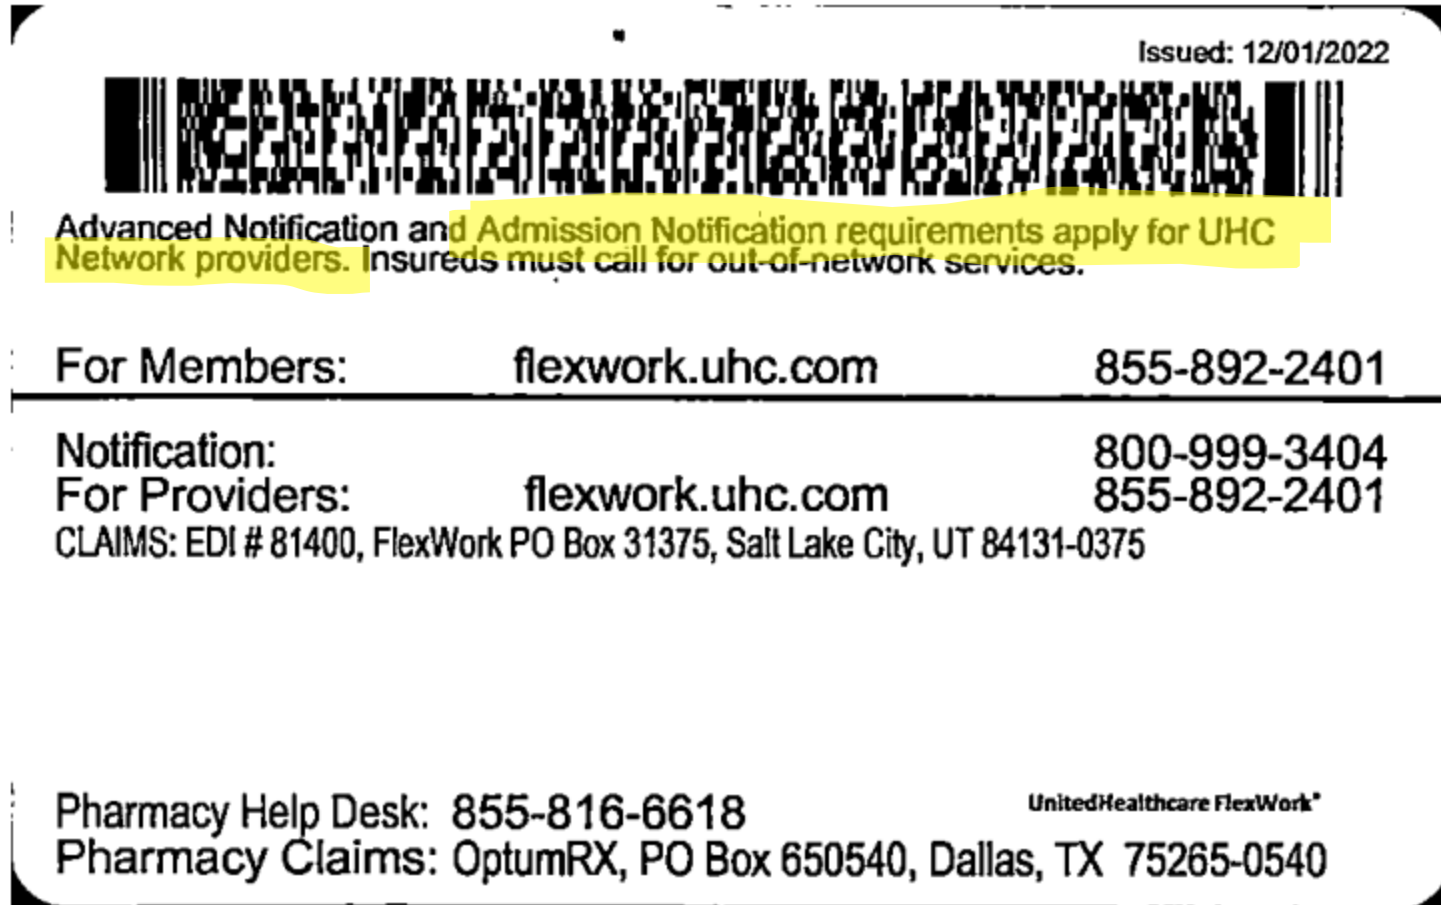 Issued: 12/01/2022
Advanced Notification and Admission Notification requirements apply for UHC
Network providers. Insureds must call for out-of-network services.
For Members: flexwork.uhc.com 855-892-2401
Notification: 800-999-3404
For Providers: flexwork.uhc.com 855-892-2401
CLAIMS: EDI # 81400, FlexWork PO Box 31375, Salt Lake City, UT 84131-0375
UnitedHealthcare FlexWork®
Pharmacy Help Desk: 855-816-6618
Pharmacy Claims: OptumRX, PO Box 650540, Dallas, TX 75265-0540